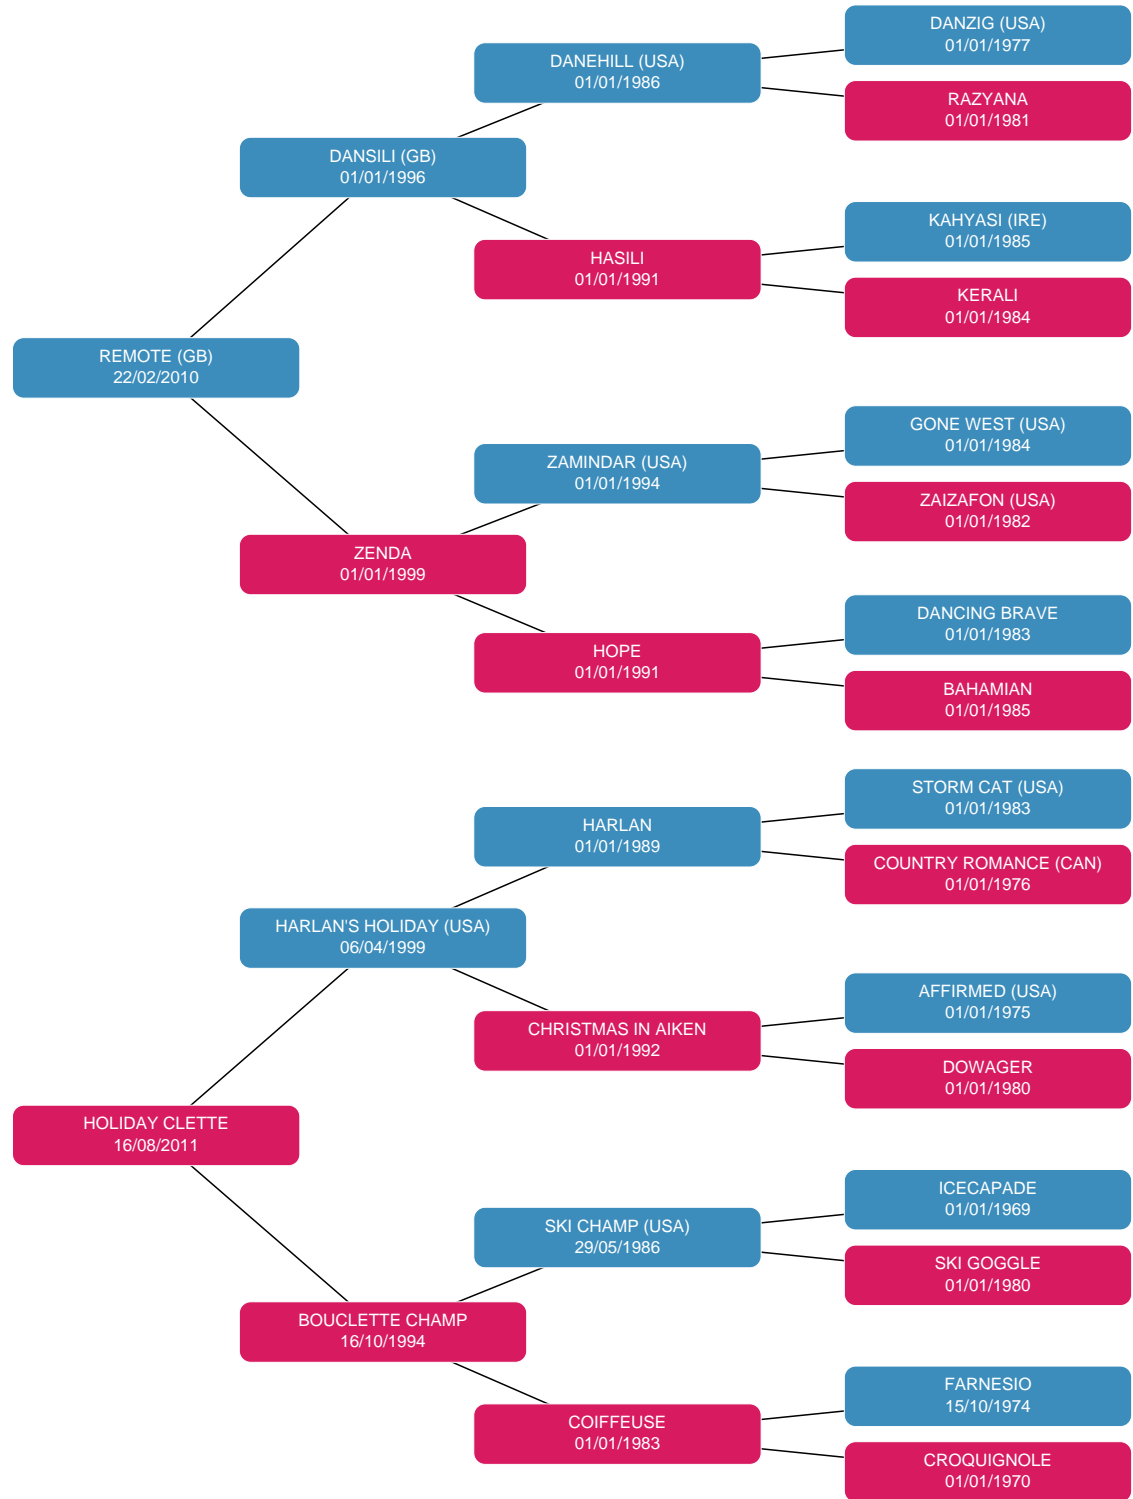 DANZIG (USA)
01/01/1977
DANEHILL (USA)
01/01/1986
RAZYANA
01/01/1981
DANSILI (GB)
01/01/1996
KAHYASI (IRE)
01/01/1985
HASILI
01/01/1991
KERALI
01/01/1984
REMOTE (GB)
22/02/2010
GONE WEST (USA)
01/01/1984
ZAMINDAR (USA)
01/01/1994
ZAIZAFON (USA)
01/01/1982
ZENDA
01/01/1999
DANCING BRAVE
01/01/1983
HOPE
01/01/1991
BAHAMIAN
01/01/1985
STORM CAT (USA)
01/01/1983
HARLAN
01/01/1989
COUNTRY ROMANCE (CAN)
01/01/1976
HARLAN'S HOLIDAY (USA)
06/04/1999
AFFIRMED (USA)
01/01/1975
CHRISTMAS IN AIKEN
01/01/1992
DOWAGER
01/01/1980
HOLIDAY CLETTE
16/08/2011
ICECAPADE
01/01/1969
SKI CHAMP (USA)
29/05/1986
SKI GOGGLE
01/01/1980
BOUCLETTE CHAMP
16/10/1994
FARNESIO
15/10/1974
COIFFEUSE
01/01/1983
CROQUIGNOLE
01/01/1970